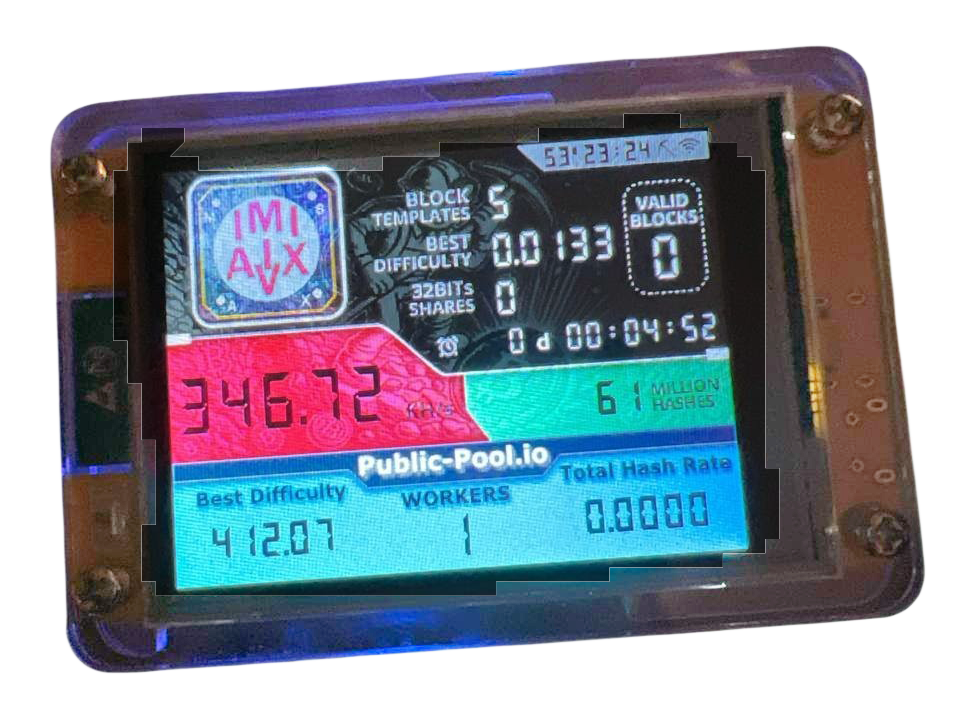 53°23:24
IMI
AX
N
B
A
X
BLOCK
TEMPLATES 5
BEST
DIFFICULTY 0.0133
32BITs
SHARES 0
VALID
BLOCKS
0
0 d 00:04:52
346.72 KH/s
61 MILLION
HASHES
Public-Pool.io
Best Difficulty
412.07
WORKERS
1
Total Hash Rate
0.0000